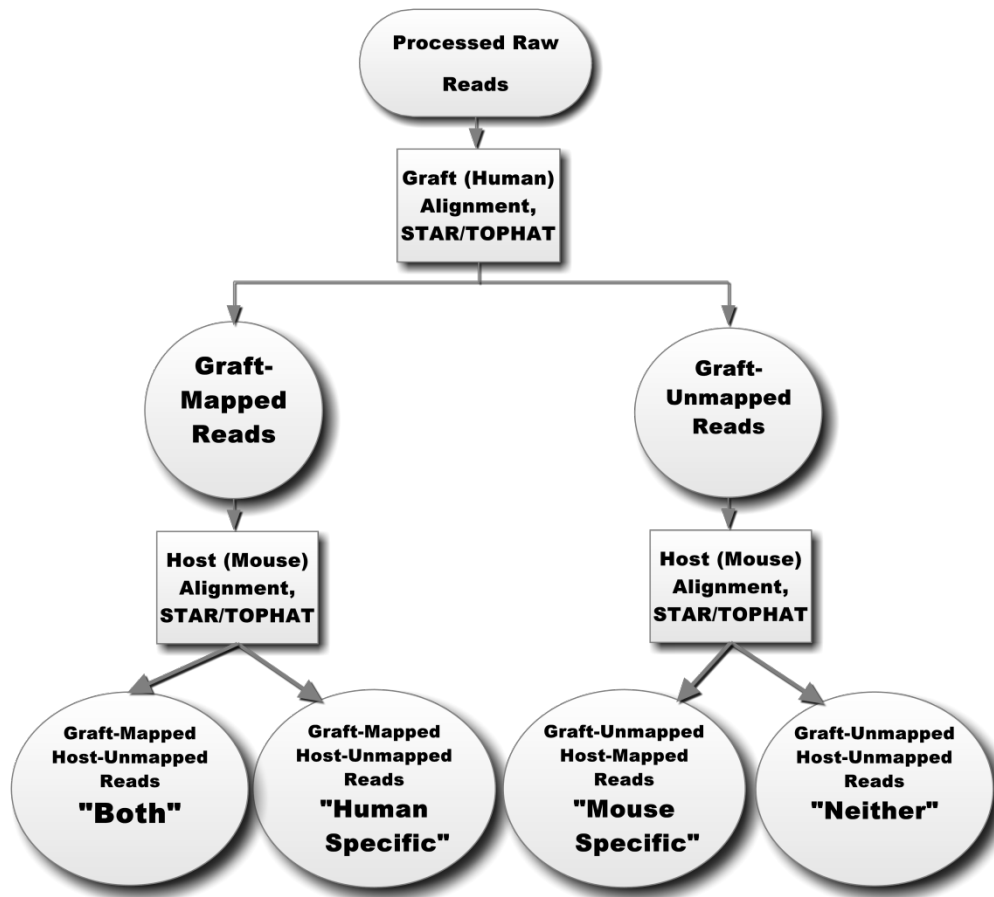 Processed Raw
Reads
Graft (Human)
Alignment,
STAR/TOPHAT
Graft-
Mapped
Reads
Graft-
Unmapped
Reads
Host (Mouse)
Alignment,
STAR/TOPHAT
Host (Mouse)
Alignment,
STAR/TOPHAT
Graft-Mapped
Host-Unmapped
Reads
"Both"
Graft-Mapped
Host-Unmapped
Reads
"Human
Specific"
Graft-Unmapped
Host-Mapped
Reads
"Mouse
Specific"
Graft-Unmapped
Host-Unmapped
Reads
"Neither"